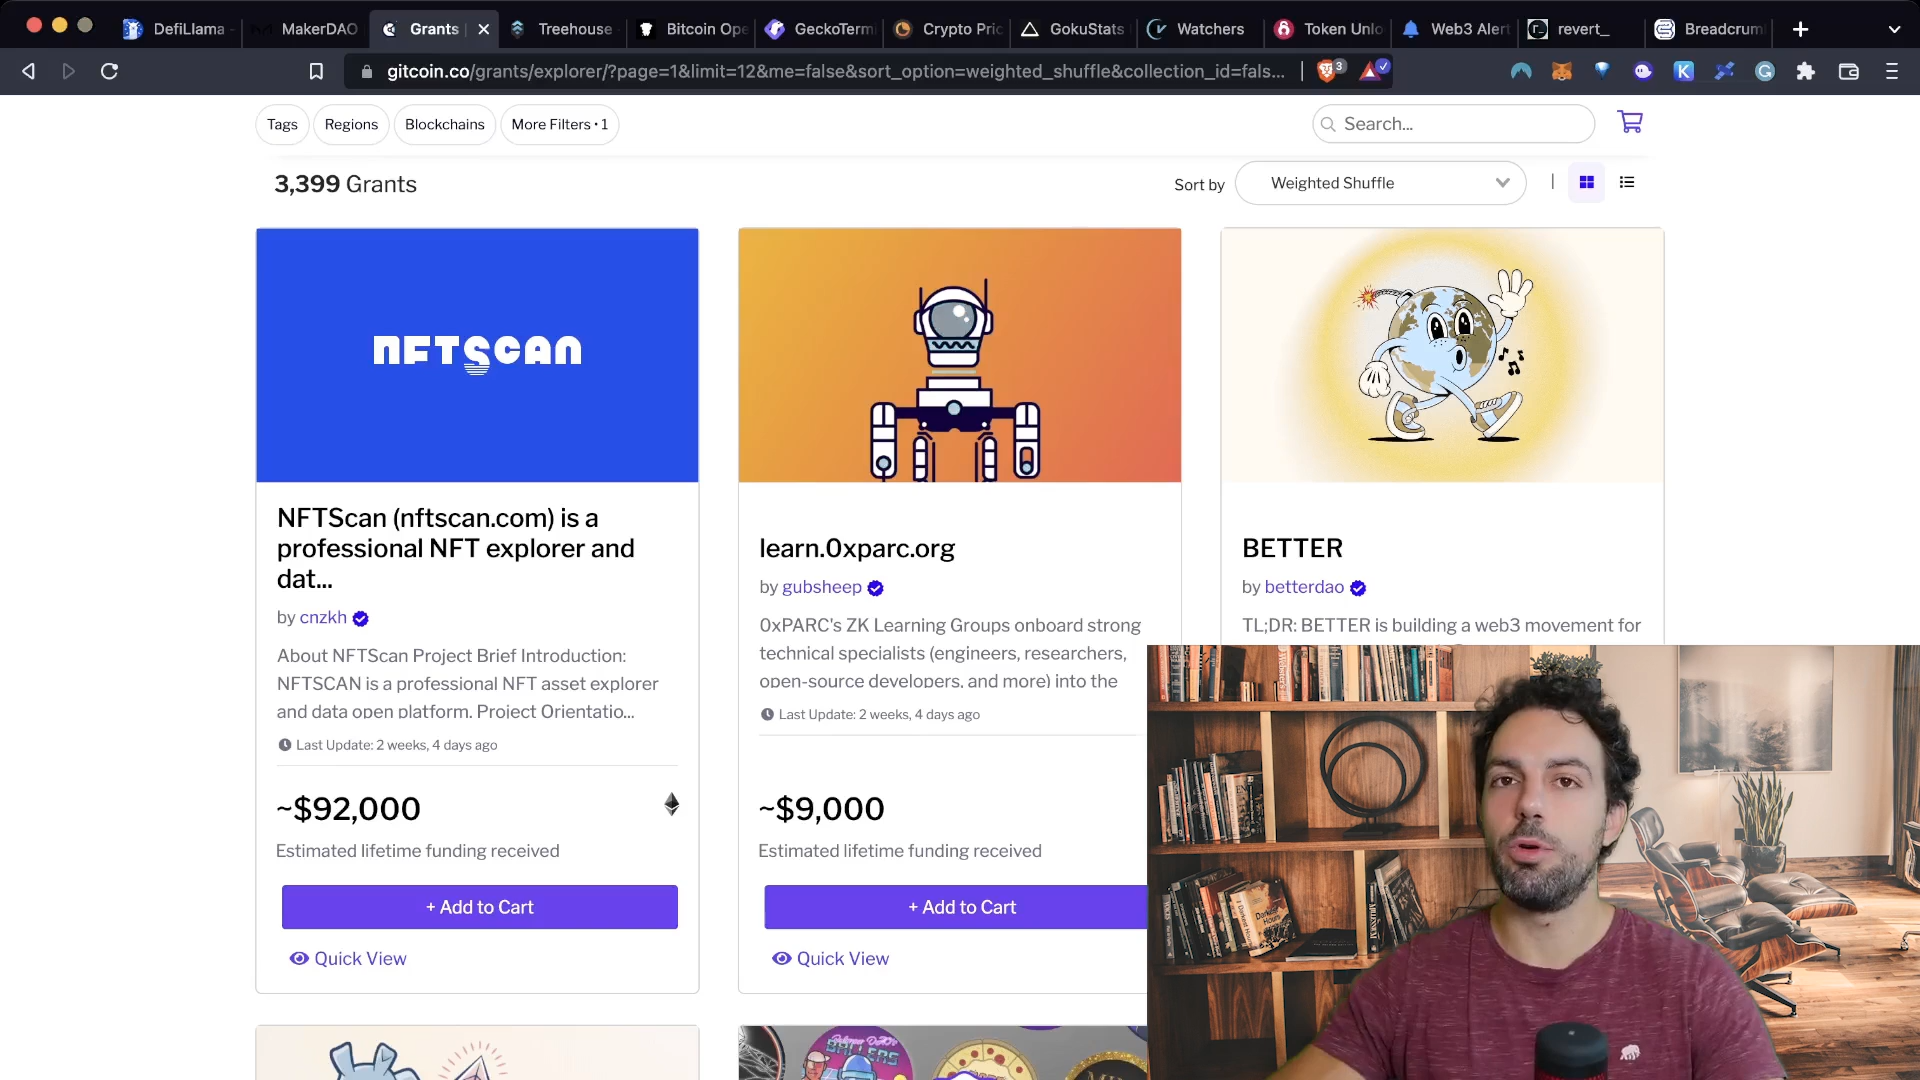 DefiLlama
MakerDAO
Grants
Treehouse
Bitcoin Ope
GeckoTermi
Crypto Pric
GokuStats
Watchers
Token Unlo
Web3 Alert
revert_
Breadcrum
gitcoin.co/grants/explorer/?page=1&limit=12&me=false&sort_option=weighted_shuffle&collection_id=fals...
3
K
G
Tags
Regions
Blockchains
More Filters • 1
Search...
3,399 Grants
Sort by
Weighted Shuffle
NFTSCAN
NFTScan (nftscan.com) is a
professional NFT explorer and
dat...
by cnzkh
About NFTScan Project Brief Introduction:
NFTSCAN is a professional NFT asset explorer
and data open platform. Project Orientatio...
Last Update: 2 weeks, 4 days ago
~$92,000
Estimated lifetime funding received
+ Add to Cart
Quick View
learn.0xparc.org
by gubsheep
0xPARC's ZK Learning Groups onboard strong
technical specialists (engineers, researchers,
open-source developers, and more) into the
Last Update: 2 weeks, 4 days ago
~$9,000
Estimated lifetime funding received
+ Add to Cart
Quick View
BETTER
by betterdao
TL;DR: BETTER is building a web3 movement for
BALLERS